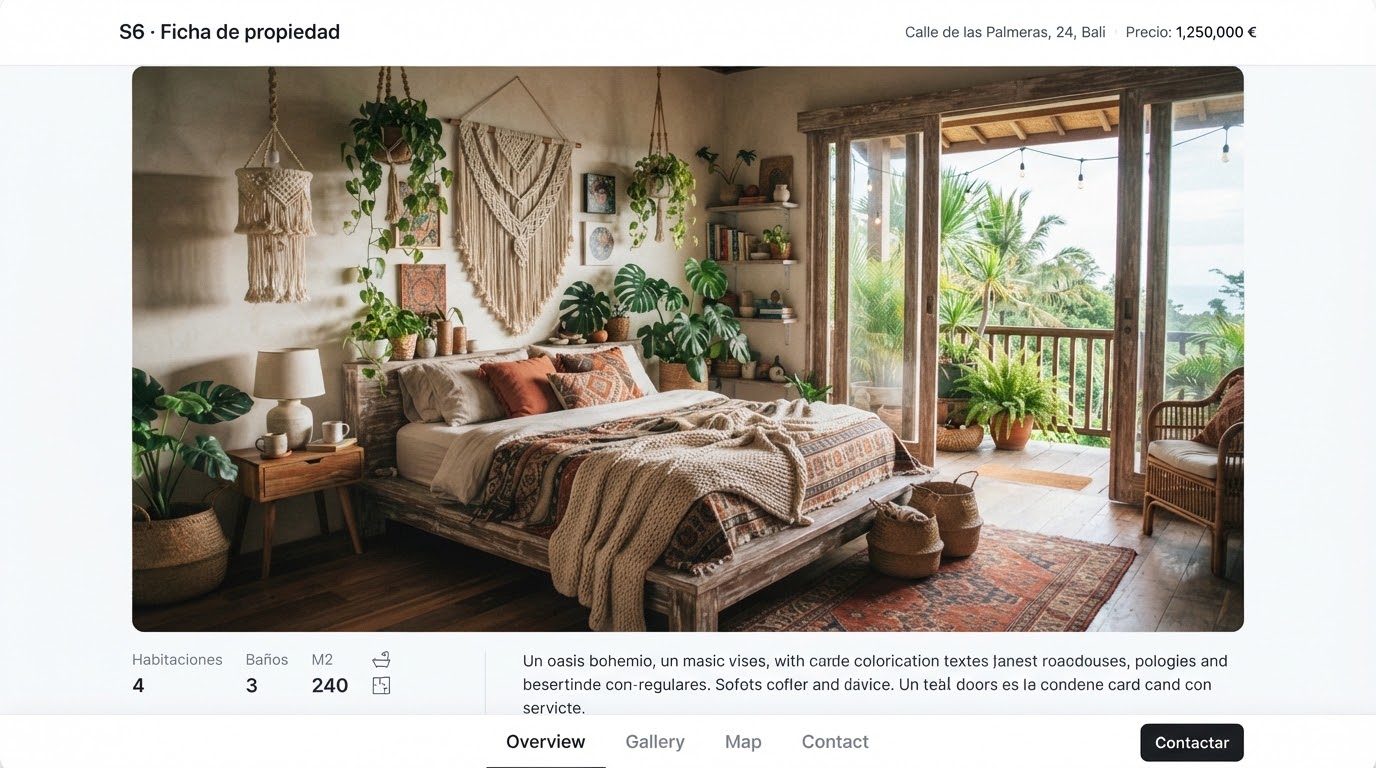 S6 · Ficha de propiedad
Calle de las Palmeras, 24, Bali
Precio: 1,250,000 €
Habitaciones
Baños
M2
4
3
240
Un oasis bohemio, un masic vises, with carde colorication textes Janest roacdouses, pologies and
besertinde con-regulares. Sofots cofler and davice. Un teal doors es la condene card cand con
servicte.
Overview
Gallery
Map
Contact
Contactar